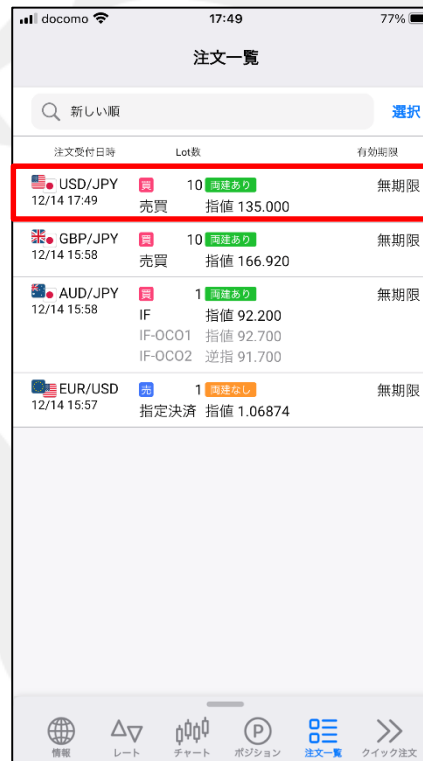 docomo 17:49 77%
注文一覧
新しい順 選択
注文受付日時 Lot数 有効期限
USD/JPY 買 10 両建あり 無期限
12/14 17:49 売買 指値 135.000
GBP/JPY 買 10 両建あり 無期限
12/14 15:58 売買 指値 166.920
AUD/JPY 買 1 両建あり 無期限
12/14 15:58 IF 指値 92.200
IF-OCO1 指値 92.700
IF-OCO2 逆指 91.700
EUR/USD 売 1 両建なし 無期限
12/14 15:57 指定決済 指値 1.06874
P
情報 レート チャート ポジション 注文一覧 クイック注文